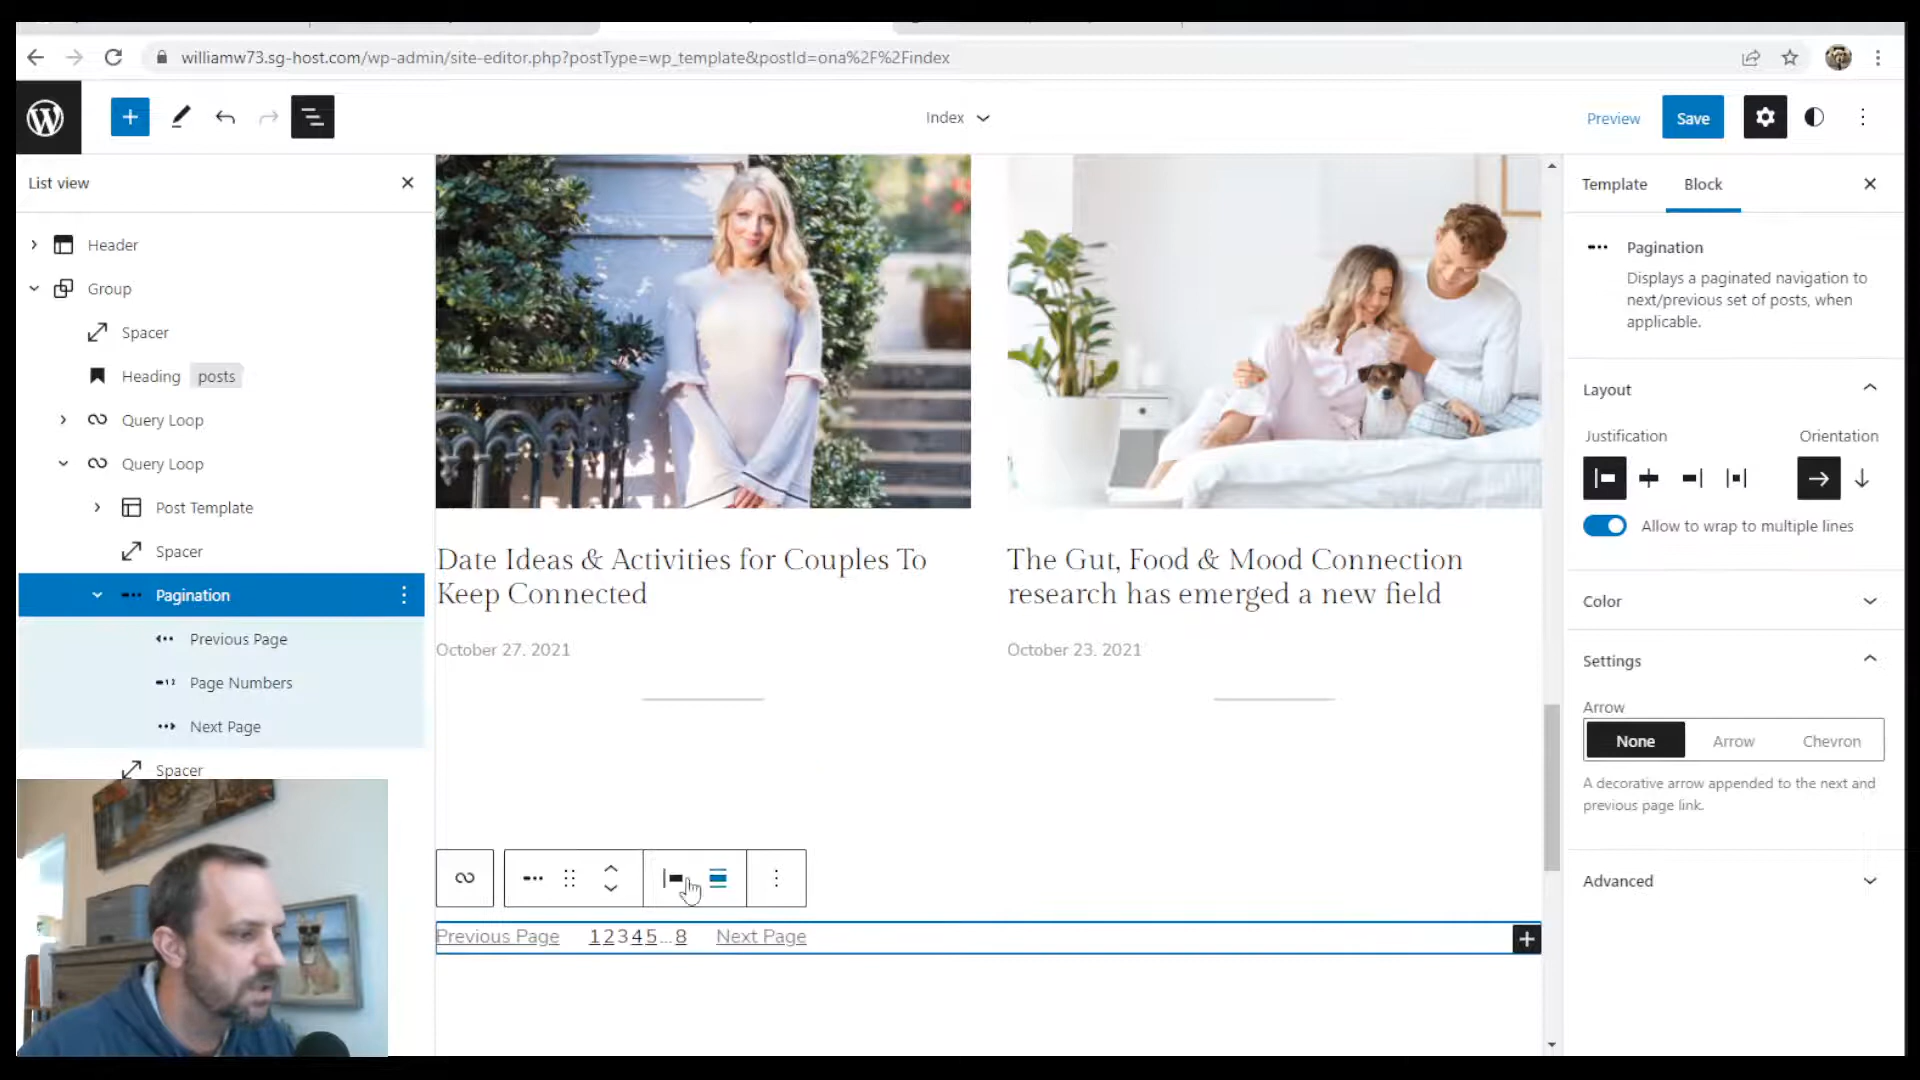 williamw73.sg-host.com/wp-admin/site-editor.php?postType=wp_template&postId=ona%2F%2Findex
Index
Preview
Save
List view
Header
Group
Spacer
Heading posts
Query Loop
Query Loop
Post Template
Spacer
Pagination
Previous Page
Page Numbers
Next Page
Spacer
Date Ideas & Activities for Couples To
Keep Connected
October 27, 2021
The Gut, Food & Mood Connection
research has emerged a new field
October 23, 2021
Previous Page 1 2 3 4 5 ... 8 Next Page
Template Block
Pagination
Displays a paginated navigation to
next/previous set of posts, when
applicable.
Layout
Justification Orientation
Allow to wrap to multiple lines
Color
Settings
Arrow
None Arrow Chevron
A decorative arrow appended to the next and
previous page link.
Advanced